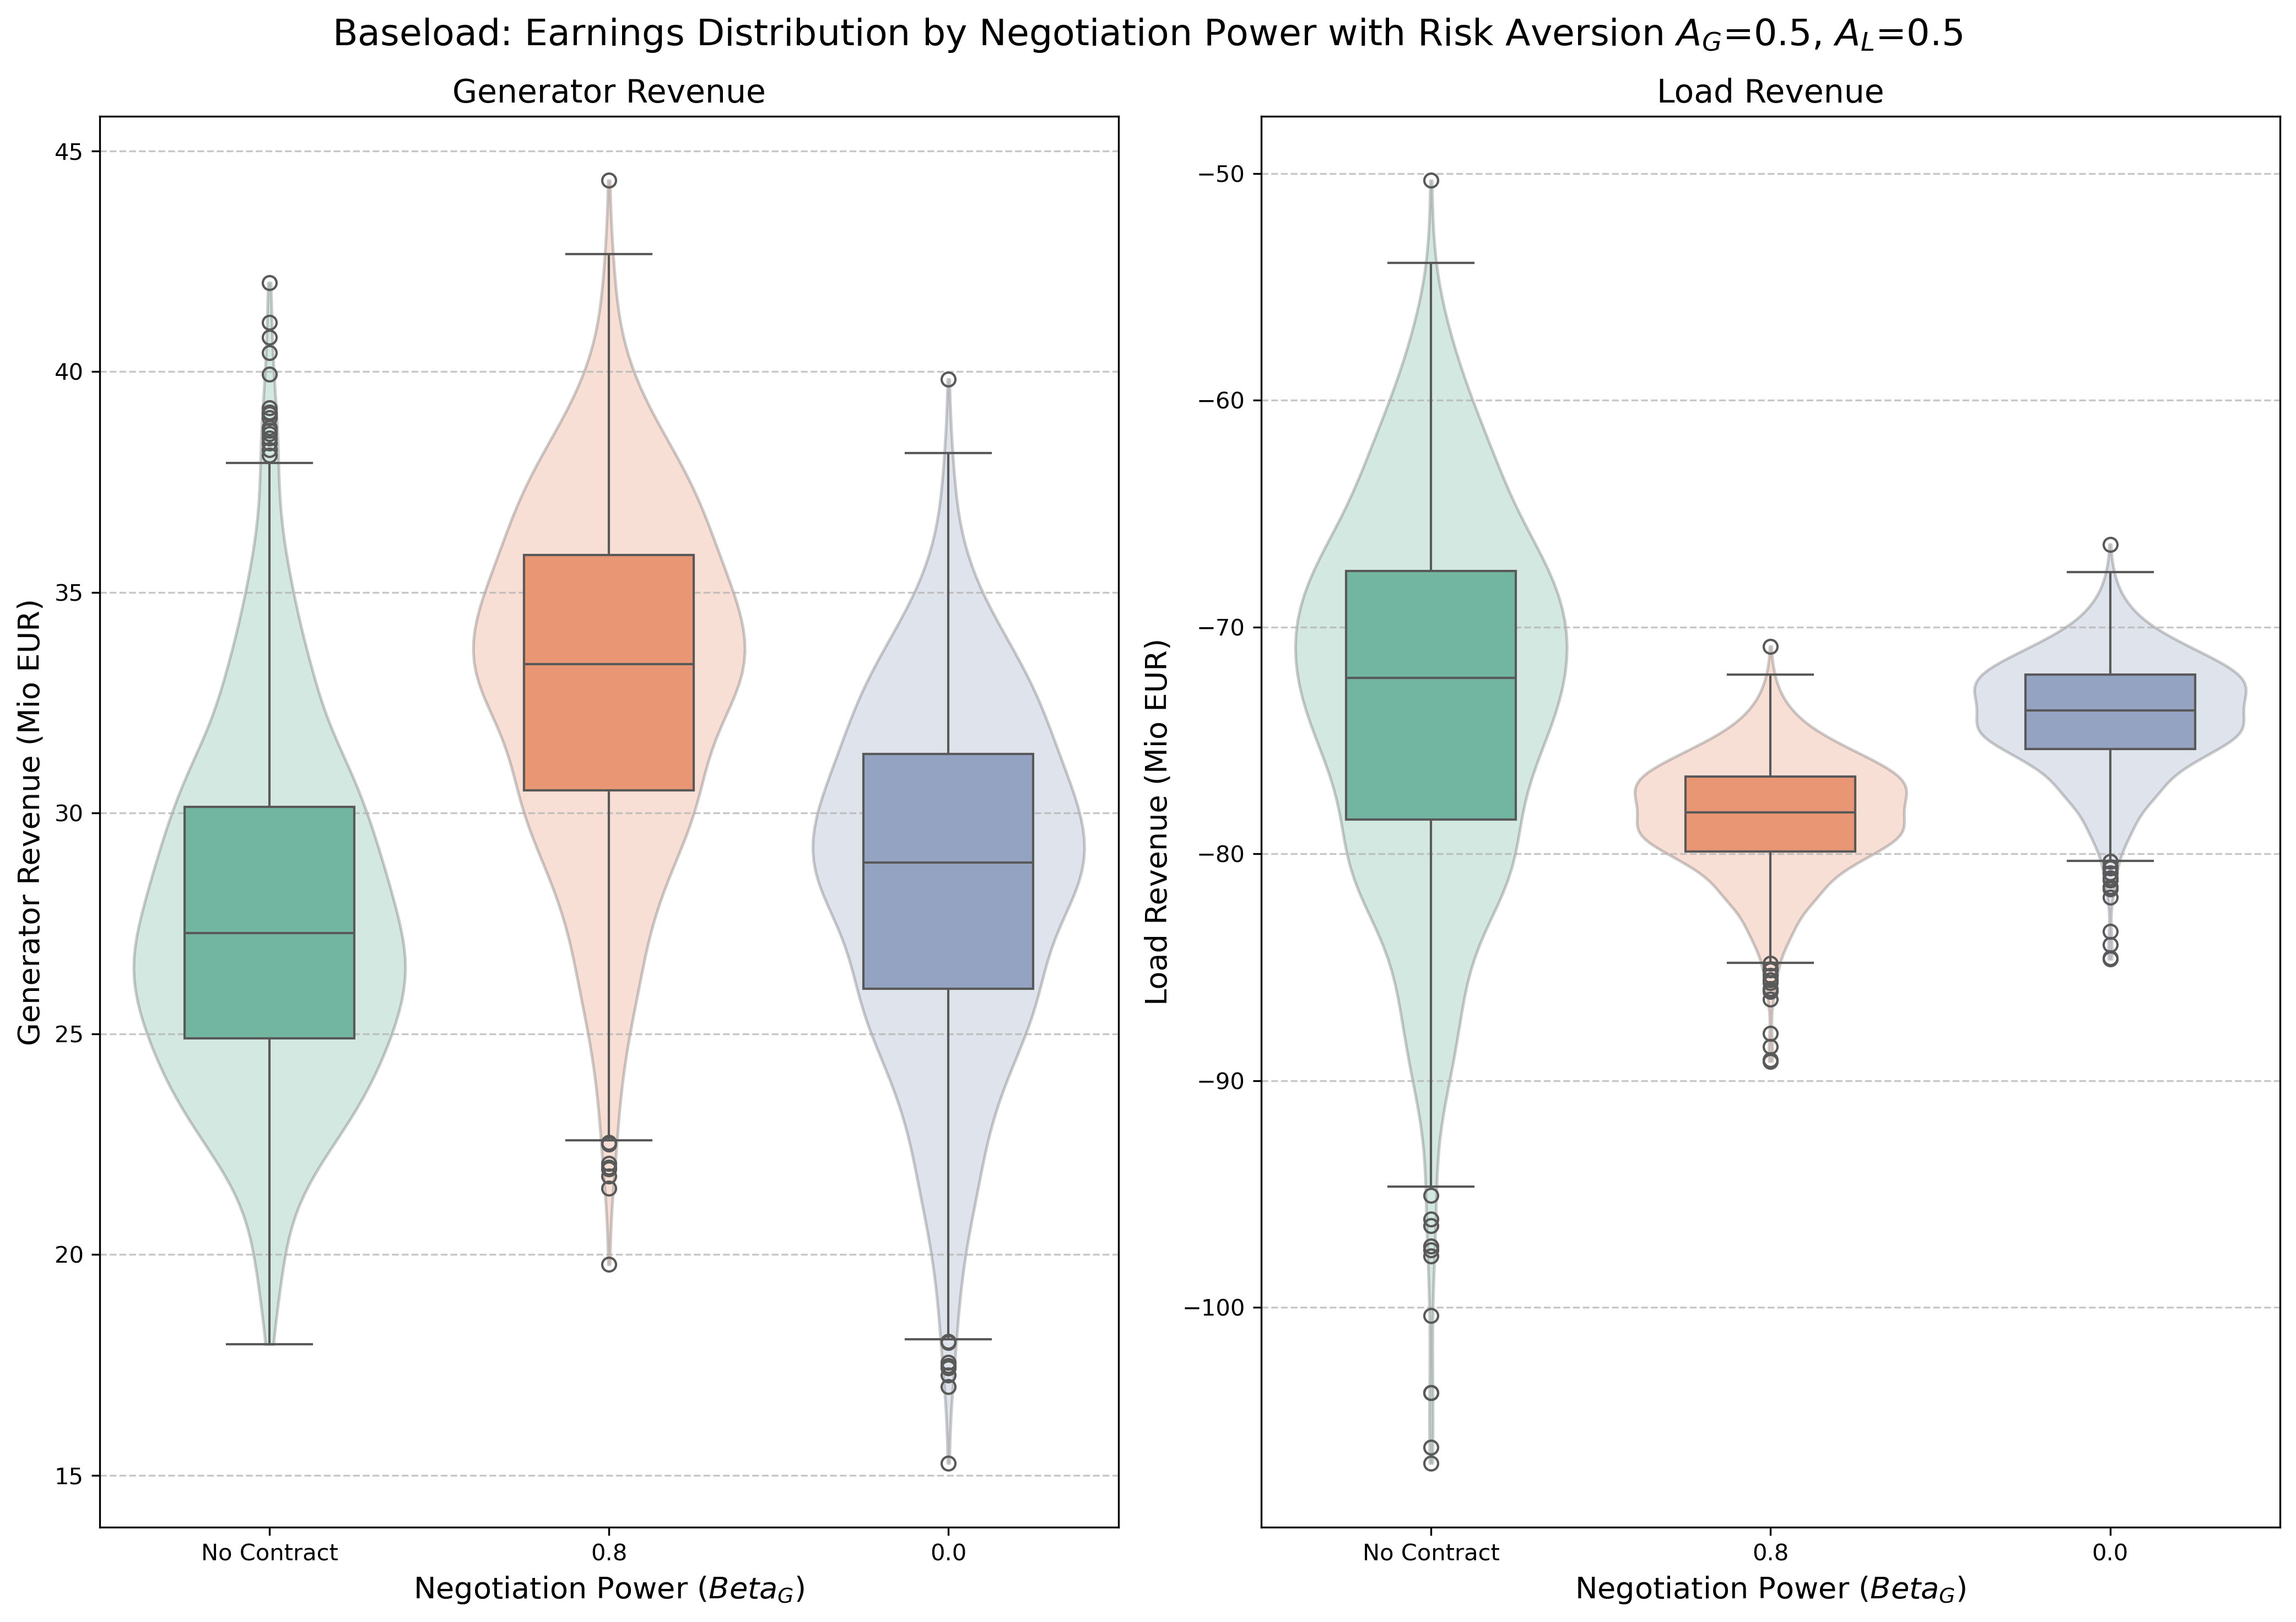 Baseload: Earnings Distribution by Negotiation Power with Risk Aversion A_G=0.5, A_L=0.5
Generator Revenue
Generator Revenue (Mio EUR)
45
40
35
30
25
20
15
No Contract
0.8
0.0
Negotiation Power (Beta_G)
Load Revenue
Load Revenue (Mio EUR)
−50
−60
−70
−80
−90
−100
No Contract
0.8
0.0
Negotiation Power (Beta_G)